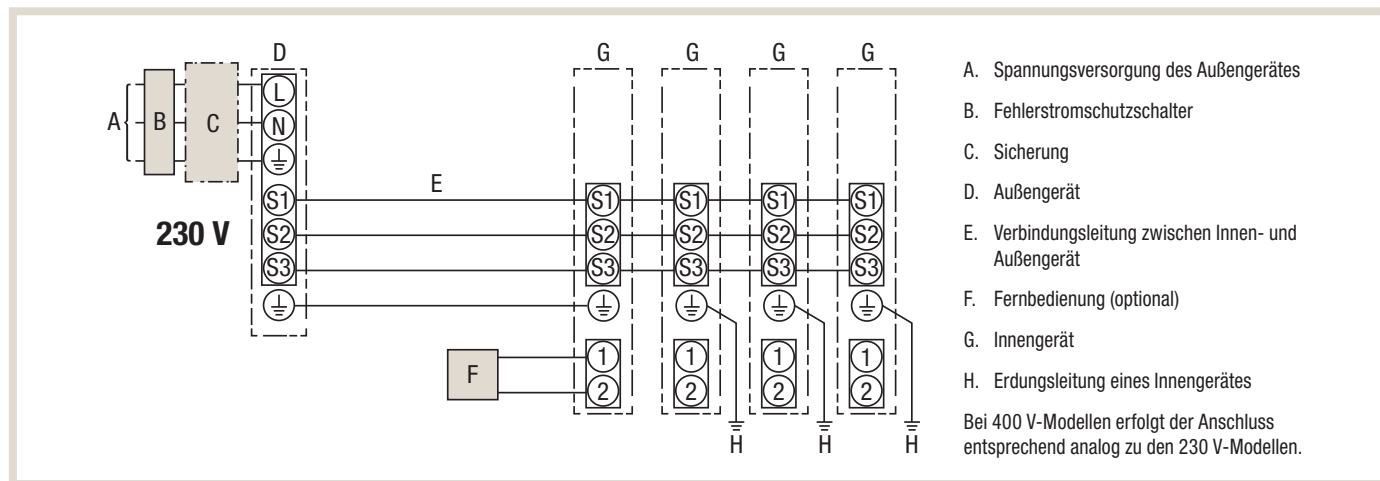 D G G G G
L
A B C N
S1 E S1 S1 S1 S1
230 V S2 S2 S2 S2 S2
S3 S3 S3 S3 S3
F 1 1 1 1
2 2 2 2
H H H
A. Spannungsversorgung des Außengerätes
B. Fehlerstromschutzschalter
C. Sicherung
D. Außengerät
E. Verbindungsleitung zwischen Innen- und
Außengerät
F. Fernbedienung (optional)
G. Innengerät
H. Erdungsleitung eines Innengerätes
Bei 400 V-Modellen erfolgt der Anschluss
entsprechend analog zu den 230 V-Modellen.